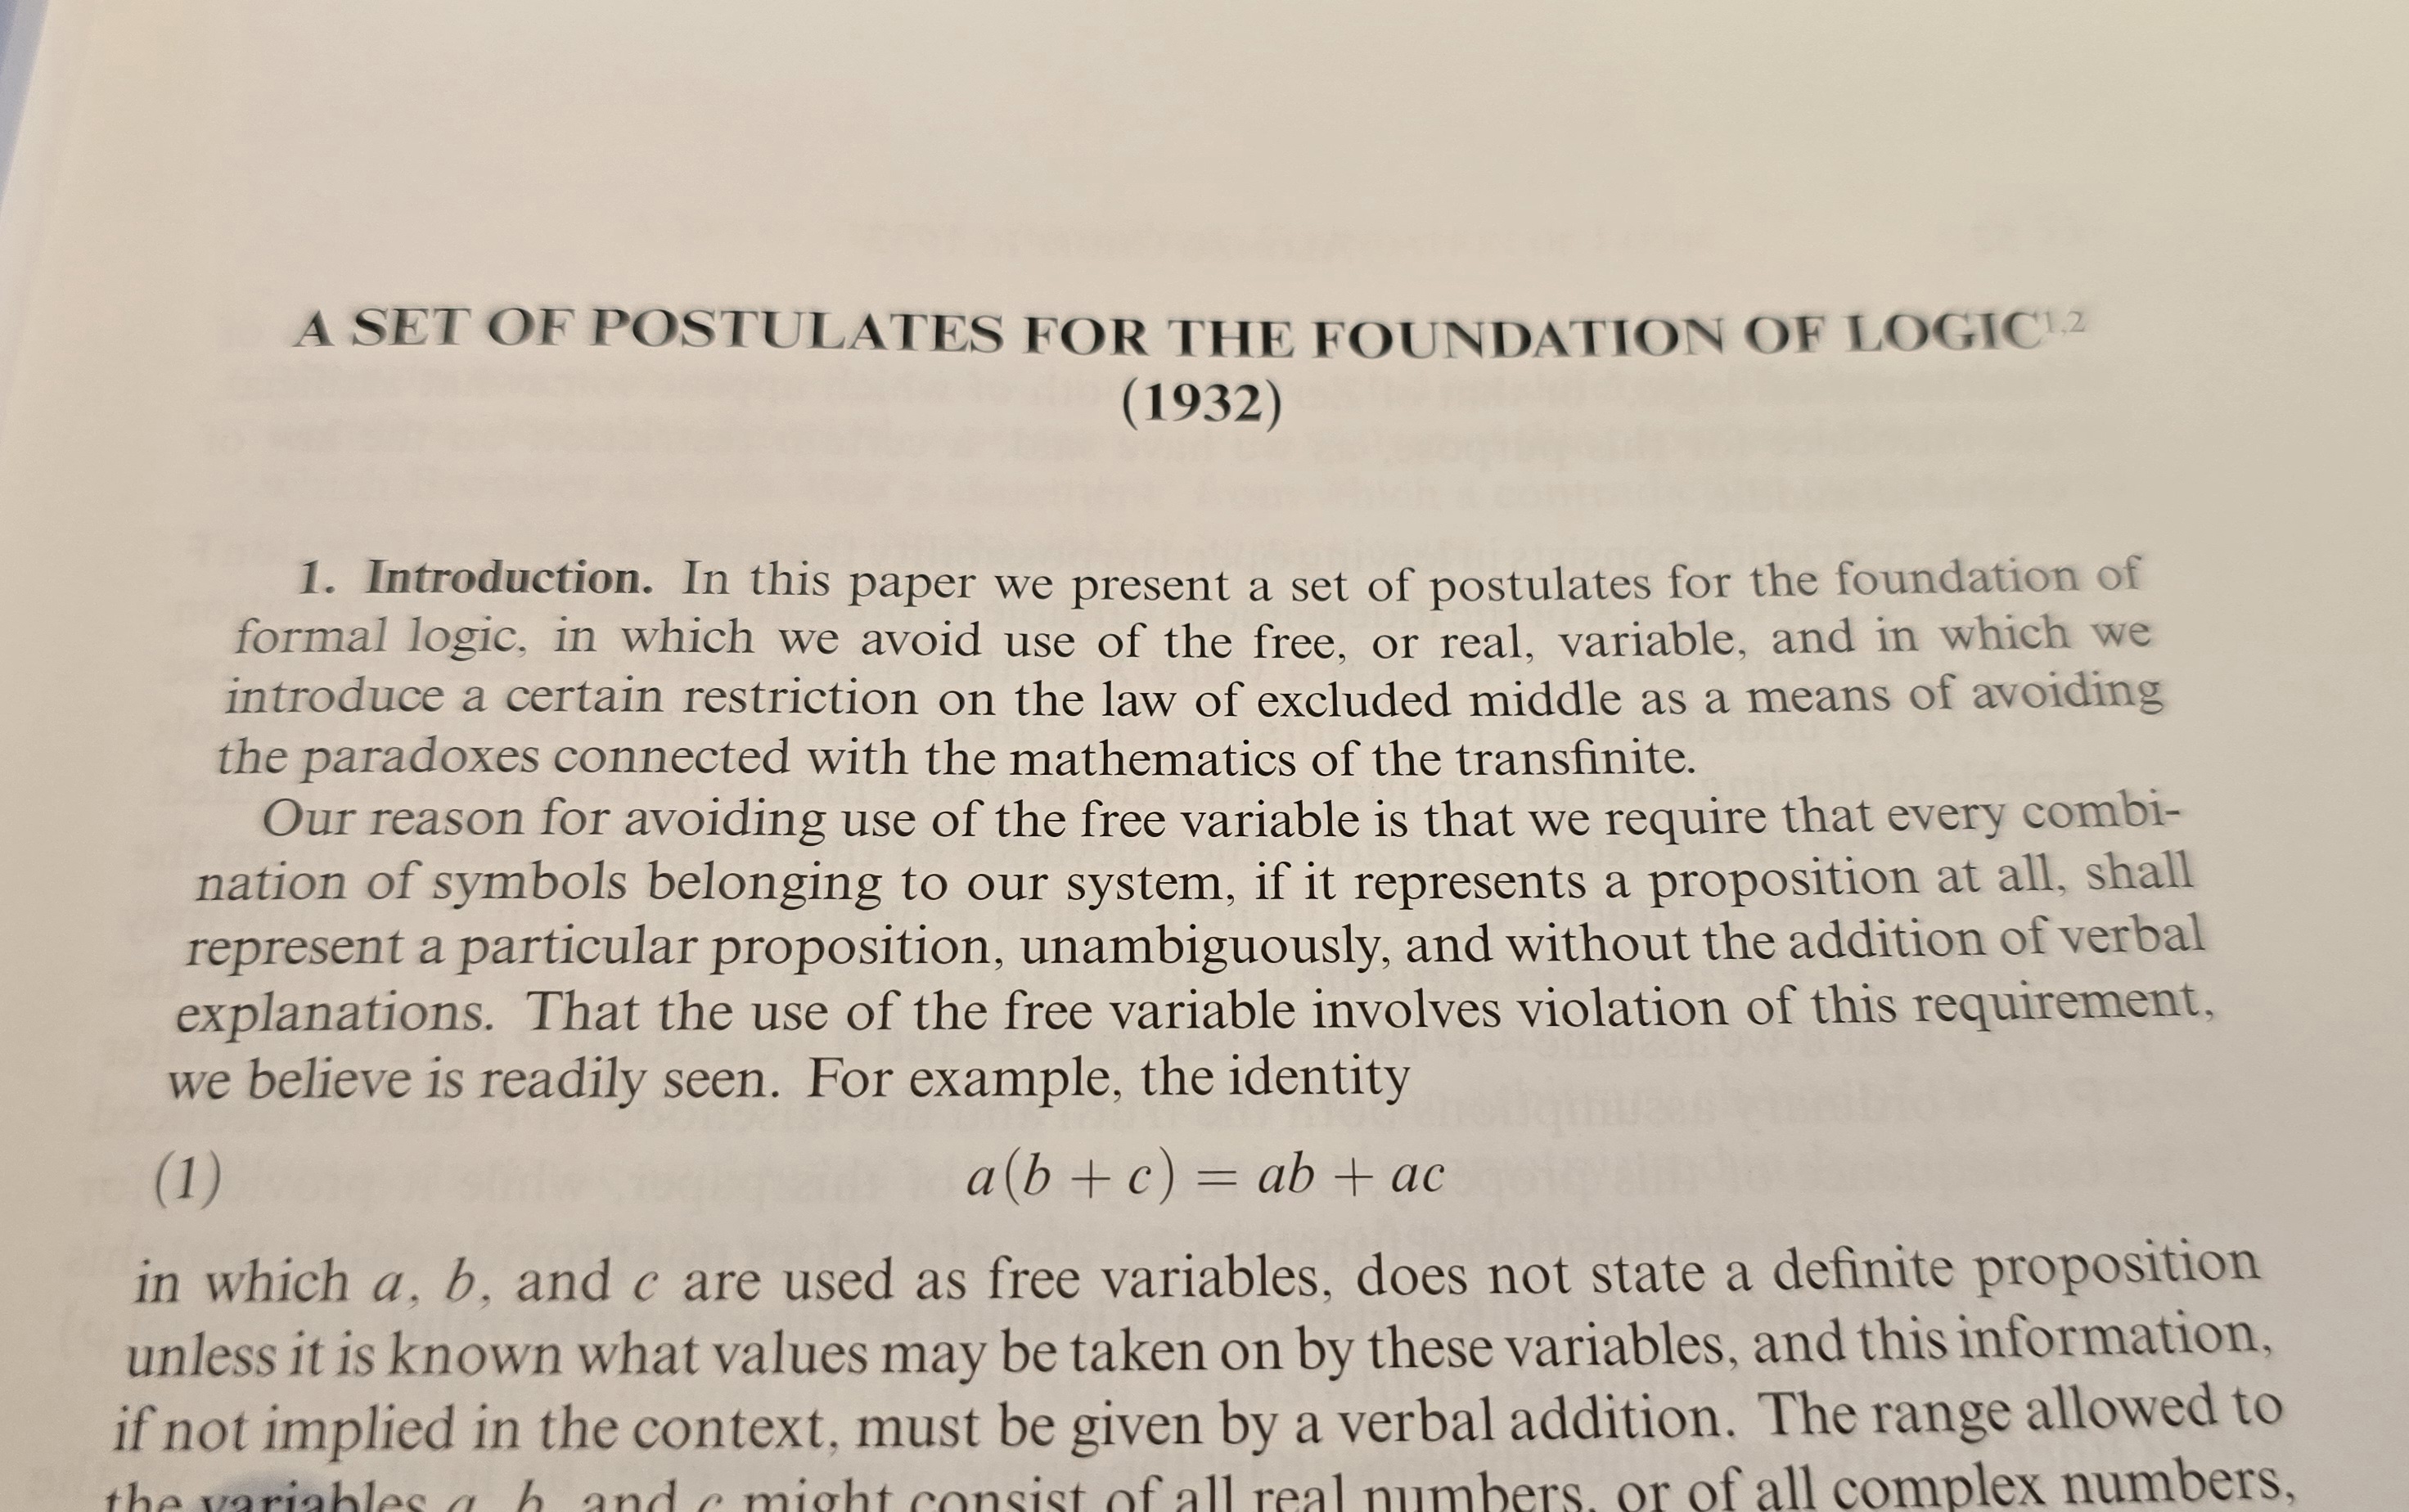 A SET OF POSTULATES FOR THE FOUNDATION OF LOGIC1,2
(1932)
1. Introduction. In this paper we present a set of postulates for the foundation of
formal logic, in which we avoid use of the free, or real, variable, and in which we
introduce a certain restriction on the law of excluded middle as a means of avoiding
the paradoxes connected with the mathematics of the transfinite.
Our reason for avoiding use of the free variable is that we require that every combi-
nation of symbols belonging to our system, if it represents a proposition at all, shall
represent a particular proposition, unambiguously, and without the addition of verbal
explanations. That the use of the free variable involves violation of this requirement,
we believe is readily seen. For example, the identity
(1) a(b + c) = ab + ac
in which a, b, and c are used as free variables, does not state a definite proposition
unless it is known what values may be taken on by these variables, and this information,
if not implied in the context, must be given by a verbal addition. The range allowed to
the variables a, b, and c might consist of all real numbers, or of all complex numbers,